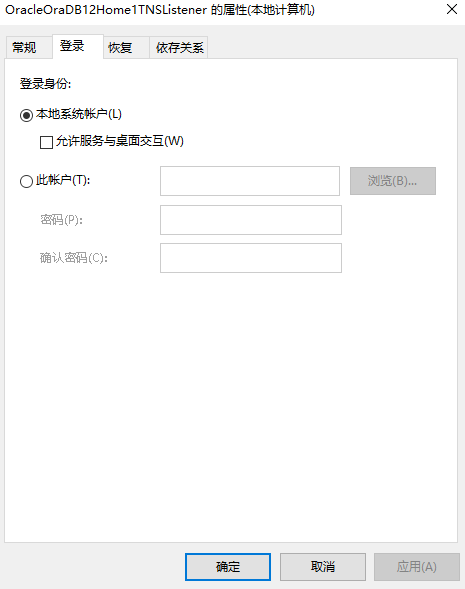 OracleOraDB12Home1TNSListener 的属性(本地计算机)
常规 登录 恢复 依存关系
登录身份:
本地系统帐户(L)
允许服务与桌面交互(W)
此帐户(T): 浏览(B)...
密码(P):
确认密码(C):
确定 取消 应用(A)